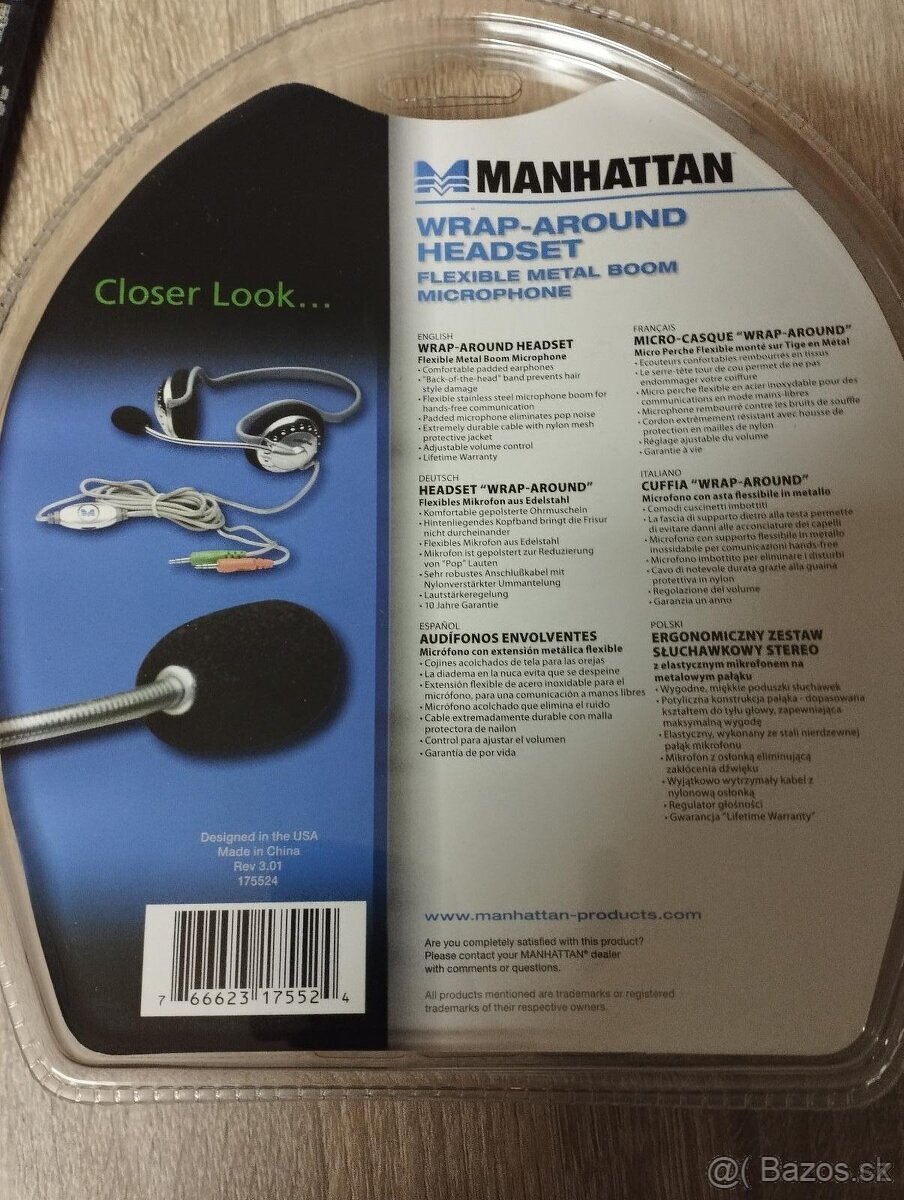 Closer Look...
Designed in the USA
Made in China
Rev 3.01
175524
7 66623 17552 4
MANHATTAN
WRAP-AROUND
HEADSET
FLEXIBLE METAL BOOM
MICROPHONE
ENGLISH
WRAP-AROUND HEADSET
Flexible Metal Boom Microphone
• Comfortable padded earphones
• "Back-of-the-head" band prevents hair
style damage
• Flexible stainless steel microphone boom for
hands-free communication
• Padded microphone eliminates pop noise
• Extremely durable cable with nylon mesh
protective jacket
• Adjustable volume control
• Lifetime Warranty
DEUTSCH
HEADSET "WRAP-AROUND"
Flexibles Mikrofon aus Edelstahl
• Komfortable gepolsterte Ohrmuscheln
• Hintenliegendes Kopfband bringt die Frisur
nicht durcheinander
• Flexibles Mikrofon aus Edelstahl
• Mikrofon ist gepolstert zur Reduzierung
von "Pop" Lauten
• Sehr robustes Anschlußkabel mit
Nylonverstärkter Ummantelung
• Lautstärkeregelung
• 10 Jahre Garantie
ESPAÑOL
AUDÍFONOS ENVOLVENTES
Micrófono con extensión metálica flexible
• Cojines acolchados de tela para las orejas
• La diadema en la nuca evita que se despeine
• Extensión flexible de acero inoxidable para el
micrófono, para una comunicación a manos libres
• Micrófono acolchado que elimina el ruido
• Cable extremadamente durable con malla
protectora de nailon
• Control para ajustar el volumen
• Garantía de por vida
FRANÇAIS
MICRO-CASQUE "WRAP-AROUND"
Micro Perche Flexible monté sur Tige en Métal
• Ecouteurs confortables rembourrés en tissus
• Le serre-tête tour de cou permet de ne pas
endommager votre coiffure
• Micro perche flexible en acier inoxydable pour des
communications en mode mains-libres
• Microphone rembourré contre les bruits de souffle
• Cordon extrêmement résistant avec housse de
protection en mailles de nylon
• Réglage ajustable du volume
• Garantie à vie
ITALIANO
CUFFIA "WRAP-AROUND"
Microfono con asta flessibile in metallo
• Comodi cuscinetti imbottiti
• La fascia di supporto dietro alla testa permette
di evitare danni alle acconciature dei capelli
• Microfono con supporto flessibile in metallo
inossidabile per comunicazioni hands-free
• Microfono imbottito per eliminare i disturbi
• Cavo di notevole durata grazie alla guaina
protettiva in nylon
• Regolazione del volume
• Garanzia un anno
POLSKI
ERGONOMICZNY ZESTAW
SŁUCHAWKOWY STEREO
z elastycznym mikrofonem na
metalowym pałąku
• Wygodne, miękkie poduszki słuchawek
• Potyliczna konstrukcja pałąka - dopasowana
kształtem do tyłu głowy, zapewniająca
maksymalną wygodę
• Elastyczny, wykonany ze stali nierdzewnej
pałąk mikrofonu
• Mikrofon z osłonką eliminującą
zakłócenia dźwięku
• Wyjątkowo wytrzymały kabel z
nylonową osłonką
• Regulator głośności
• Gwarancja "Lifetime Warranty"
www.manhattan-products.com
Are you completely satisfied with this product?
Please contact your MANHATTAN® dealer
with comments or questions.
All products mentioned are trademarks or registered
trademarks of their respective owners.
@( Bazos.sk